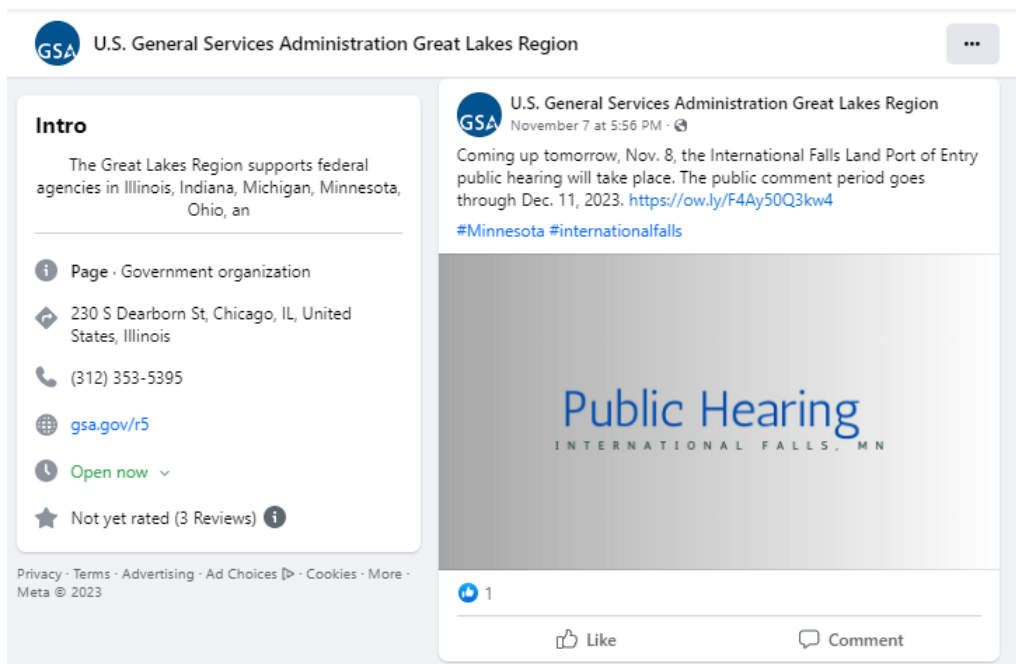 GSA
U.S. General Services Administration Great Lakes Region
Intro
The Great Lakes Region supports federal
agencies in Illinois, Indiana, Michigan, Minnesota,
Ohio, an
Page · Government organization
230 S Dearborn St, Chicago, IL, United
States, Illinois
(312) 353-5395
gsa.gov/r5
Open now
Not yet rated (3 Reviews)
Privacy · Terms · Advertising · Ad Choices · Cookies · More ·
Meta © 2023
GSA
U.S. General Services Administration Great Lakes Region
November 7 at 5:56 PM ·
Coming up tomorrow, Nov. 8, the International Falls Land Port of Entry
public hearing will take place. The public comment period goes
through Dec. 11, 2023. https://ow.ly/F4Ay50Q3kw4
#Minnesota #internationalfalls
Public Hearing
INTERNATIONAL FALLS, MN
1
Like
Comment